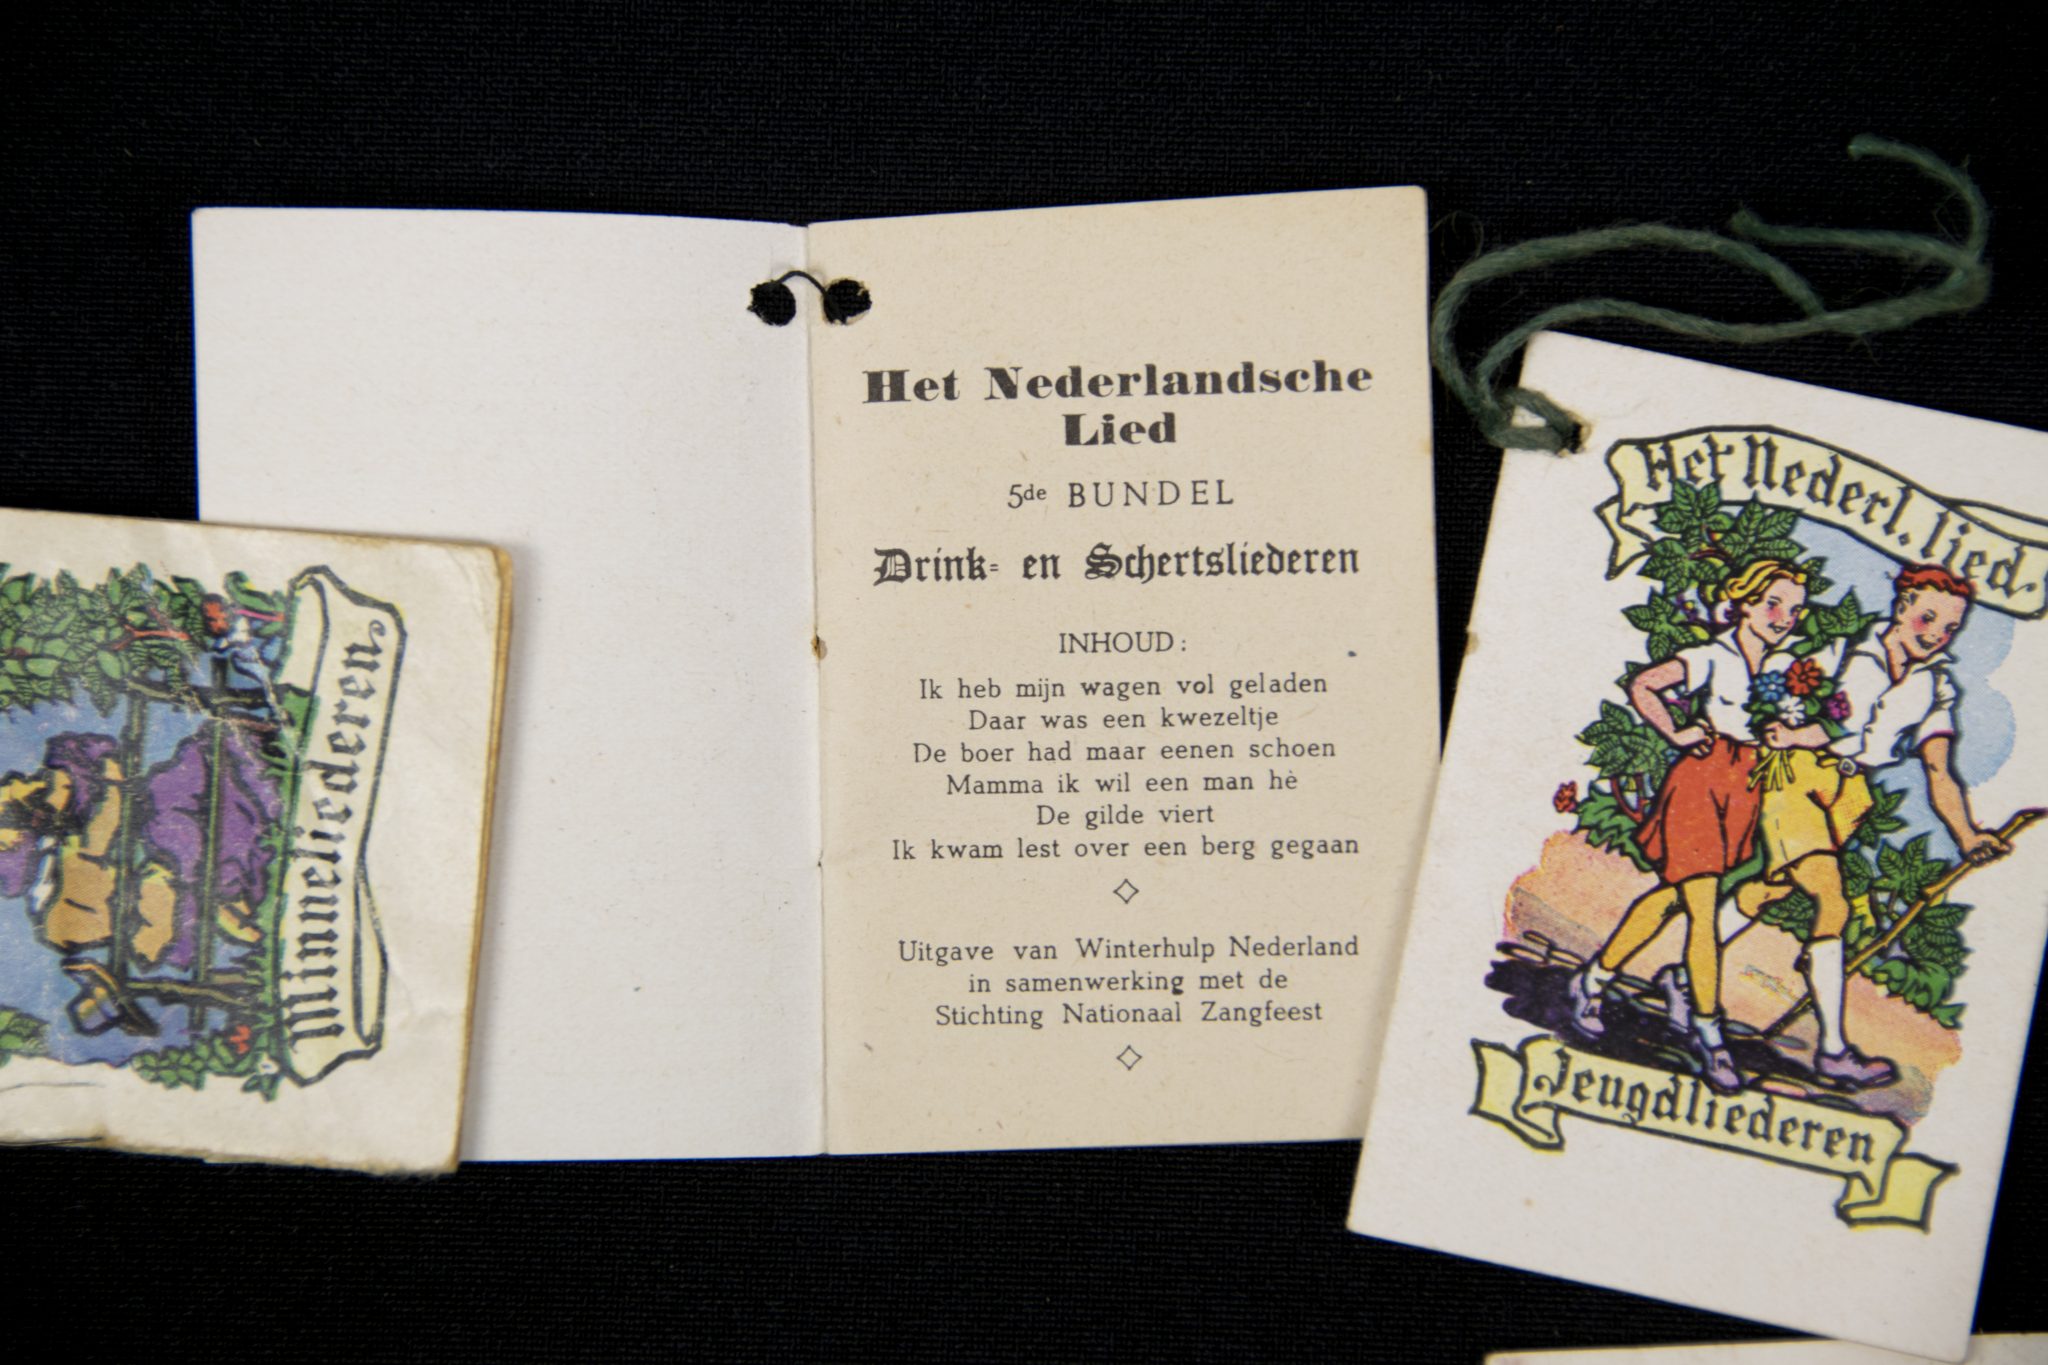 Minneliederen
Het Nederlandsche
Lied
5de BUNDEL
Drink- en Schertsliederen
INHOUD:
Ik heb mijn wagen vol geladen
Daar was een kwezeltje
De boer had maar eenen schoen
Mamma ik wil een man hè
De gilde viert
Ik kwam lest over een berg gegaan
Uitgave van Winterhulp Nederland
in samenwerking met de
Stichting Nationaal Zangfeest
Het Nederl. lied.
Jeugdliederen